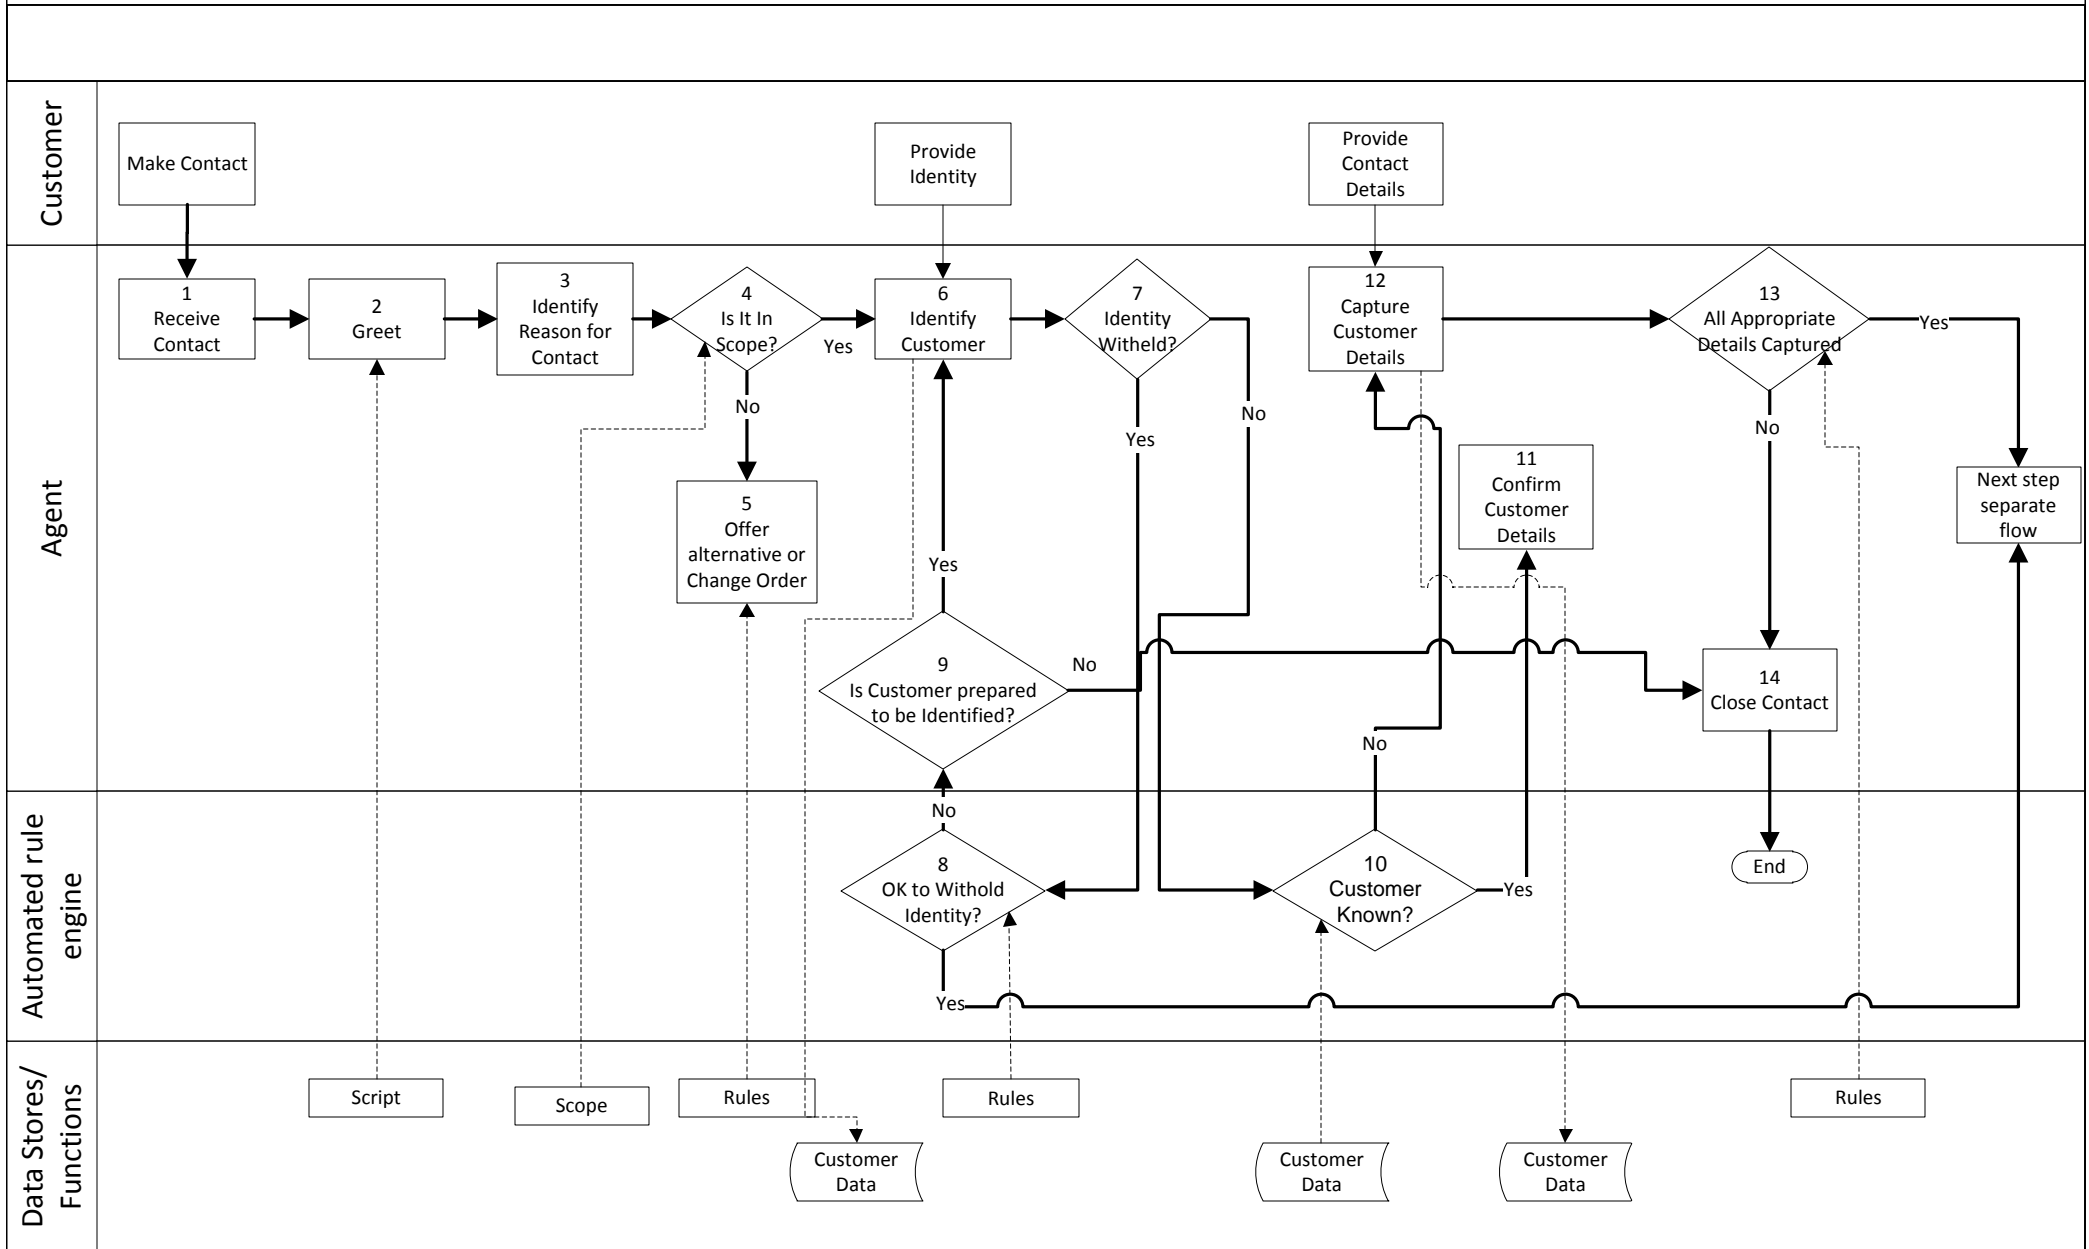 Customer
Make Contact
Provide
Identity
Provide
Contact
Details
Agent
1
Receive
Contact
2
Greet
3
Identify
Reason for
Contact
4
Is It In
Scope?
Yes
No
5
Offer
alternative or
Change Order
6
Identify
Customer
7
Identity
Witheld?
Yes
No
Yes
9
Is Customer prepared
to be Identified?
No
12
Capture
Customer
Details
11
Confirm
Customer
Details
No
13
All Appropriate
Details Captured
Yes
No
Next step
separate
flow
14
Close Contact
Automated rule
engine
No
8
OK to Withold
Identity?
Yes
10
Customer
Known?
Yes
End
Data Stores/
Functions
Script
Scope
Rules
Rules
Rules
Customer
Data
Customer
Data
Customer
Data